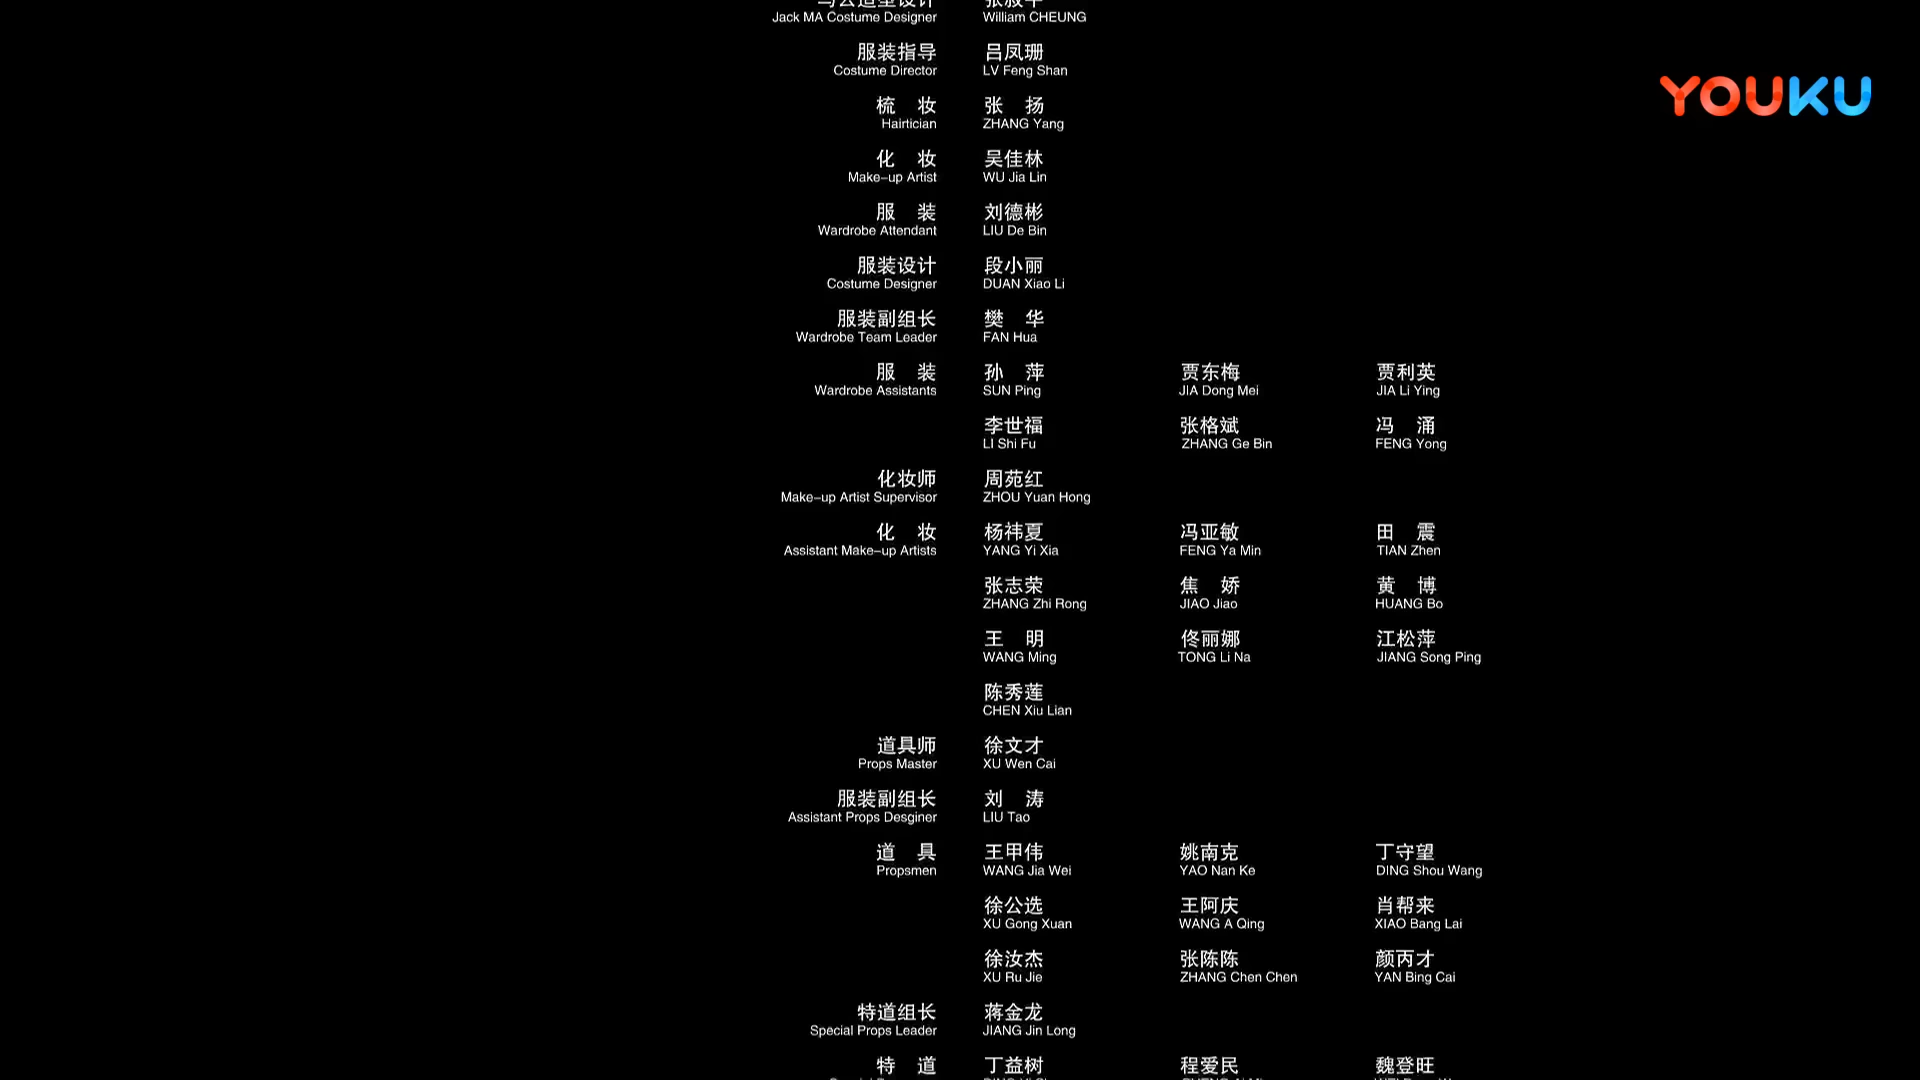 马云造型设计 张叔平
Jack MA Costume Designer William CHEUNG
服装指导 吕凤珊
Costume Director LV Feng Shan
YOUKU
梳 妆 张 扬
Hairtician ZHANG Yang
化 妆 吴佳林
Make-up Artist WU Jia Lin
服 装 刘德彬
Wardrobe Attendant LIU De Bin
服装设计 段小丽
Costume Designer DUAN Xiao Li
服装副组长 樊 华
Wardrobe Team Leader FAN Hua
服 装 孙 萍 贾东梅 贾利英
Wardrobe Assistants SUN Ping JIA Dong Mei JIA Li Ying
李世福 张格斌 冯 涌
LI Shi Fu ZHANG Ge Bin FENG Yong
化妆师 周苑红
Make-up Artist Supervisor ZHOU Yuan Hong
化 妆 杨祎夏 冯亚敏 田 震
Assistant Make-up Artists YANG Yi Xia FENG Ya Min TIAN Zhen
张志荣 焦 娇 黄 博
ZHANG Zhi Rong JIAO Jiao HUANG Bo
王 明 佟丽娜 江松萍
WANG Ming TONG Li Na JIANG Song Ping
陈秀莲
CHEN Xiu Lian
道具师 徐文才
Props Master XU Wen Cai
服装副组长 刘 涛
Assistant Props Desginer LIU Tao
道 具 王甲伟 姚南克 丁守望
Propsmen WANG Jia Wei YAO Nan Ke DING Shou Wang
徐公选 王阿庆 肖帮来
XU Gong Xuan WANG A Qing XIAO Bang Lai
徐汝杰 张陈陈 颜丙才
XU Ru Jie ZHANG Chen Chen YAN Bing Cai
特道组长 蒋金龙
Special Props Leader JIANG Jin Long
特 道 丁益树 程爱民 魏登旺